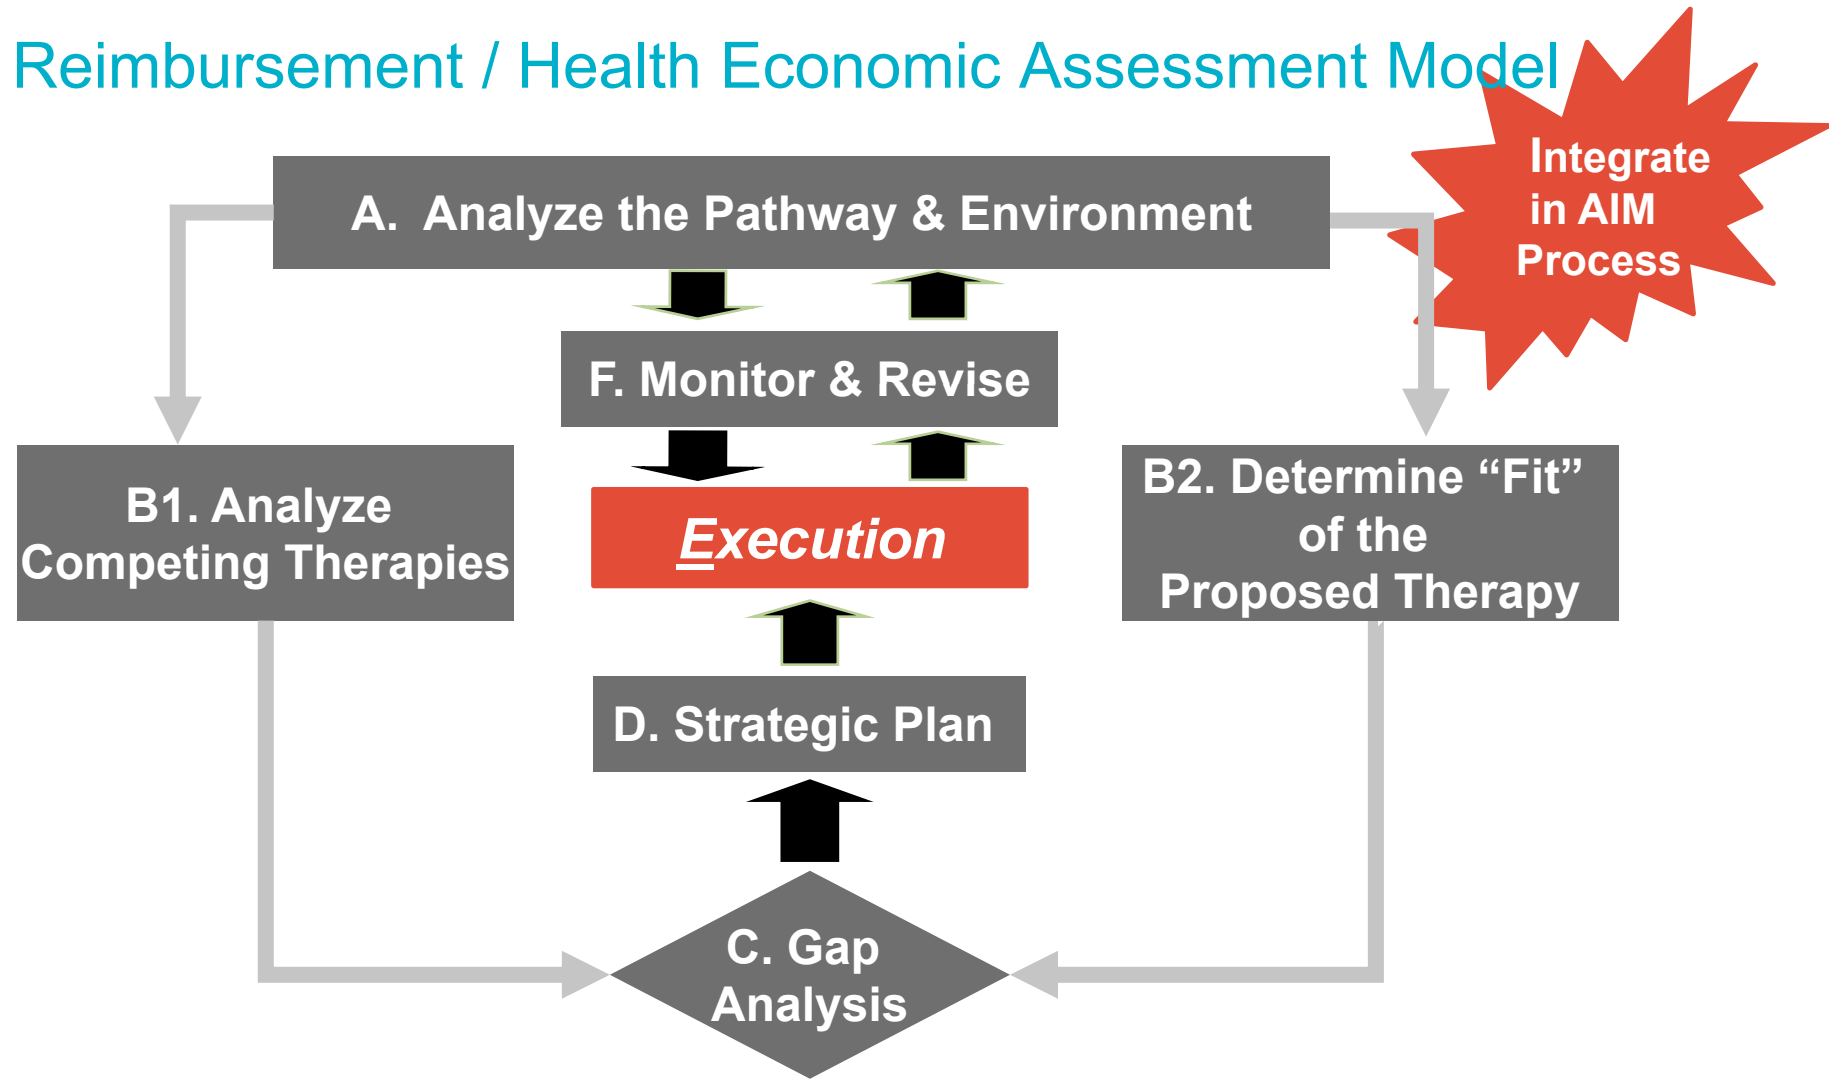 Reimbursement / Health Economic Assessment Model
Integrate
in AIM
Process
A.  Analyze the Pathway & Environment
F. Monitor & Revise
B1. Analyze
Competing Therapies
Execution
B2. Determine “Fit”
of the
Proposed Therapy
D. Strategic Plan
C. Gap
Analysis